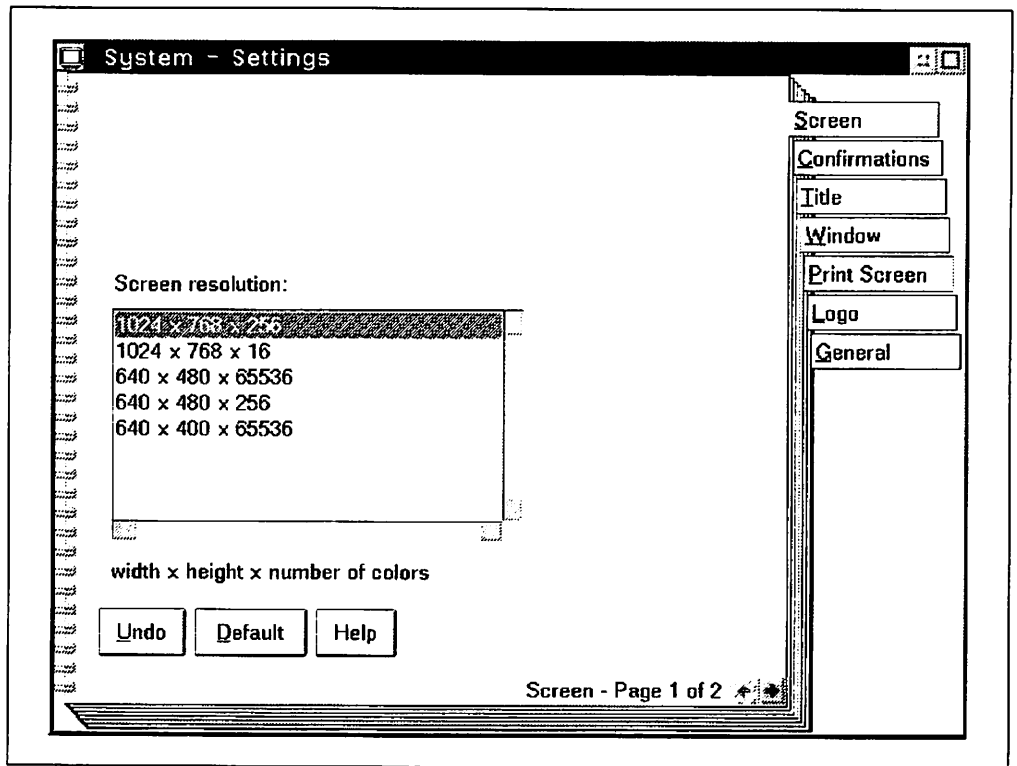 System - Settings
Screen
Confirmations
Title
Window
Print Screen
Logo
General
Screen resolution:
1024 x 768 x 256
1024 x 768 x 16
640 x 480 x 65536
640 x 480 x 256
640 x 400 x 65536
width x height x number of colors
Undo
Default
Help
Screen - Page 1 of 2